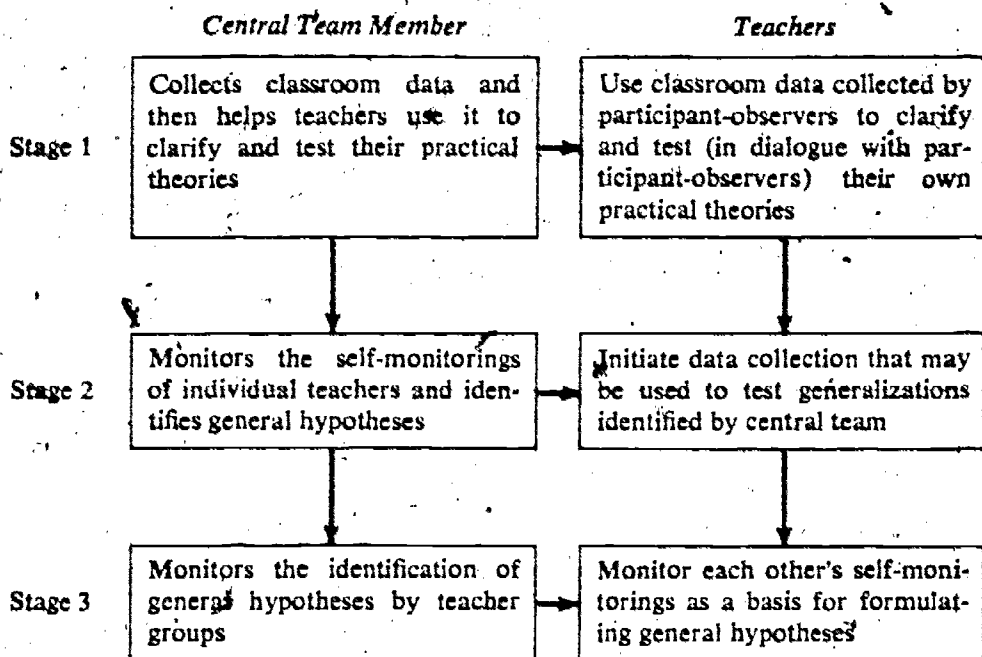 Central Team Member
Teachers
Stage 1
Collects classroom data and
then helps teachers use it to
clarify and test their practical
theories
Use classroom data collected by
participant-observers to clarify
and test (in dialogue with par-
ticipant-observers) their own
practical theories
Stage 2
Monitors the self-monitorings
of individual teachers and iden-
tifies general hypotheses
Initiate data collection that may
be used to test generalizations
identified by central team
Stage 3
Monitors the identification of
general hypotheses by teacher
groups
Monitor each other's self-moni-
torings as a basis for formulat-
ing general hypotheses